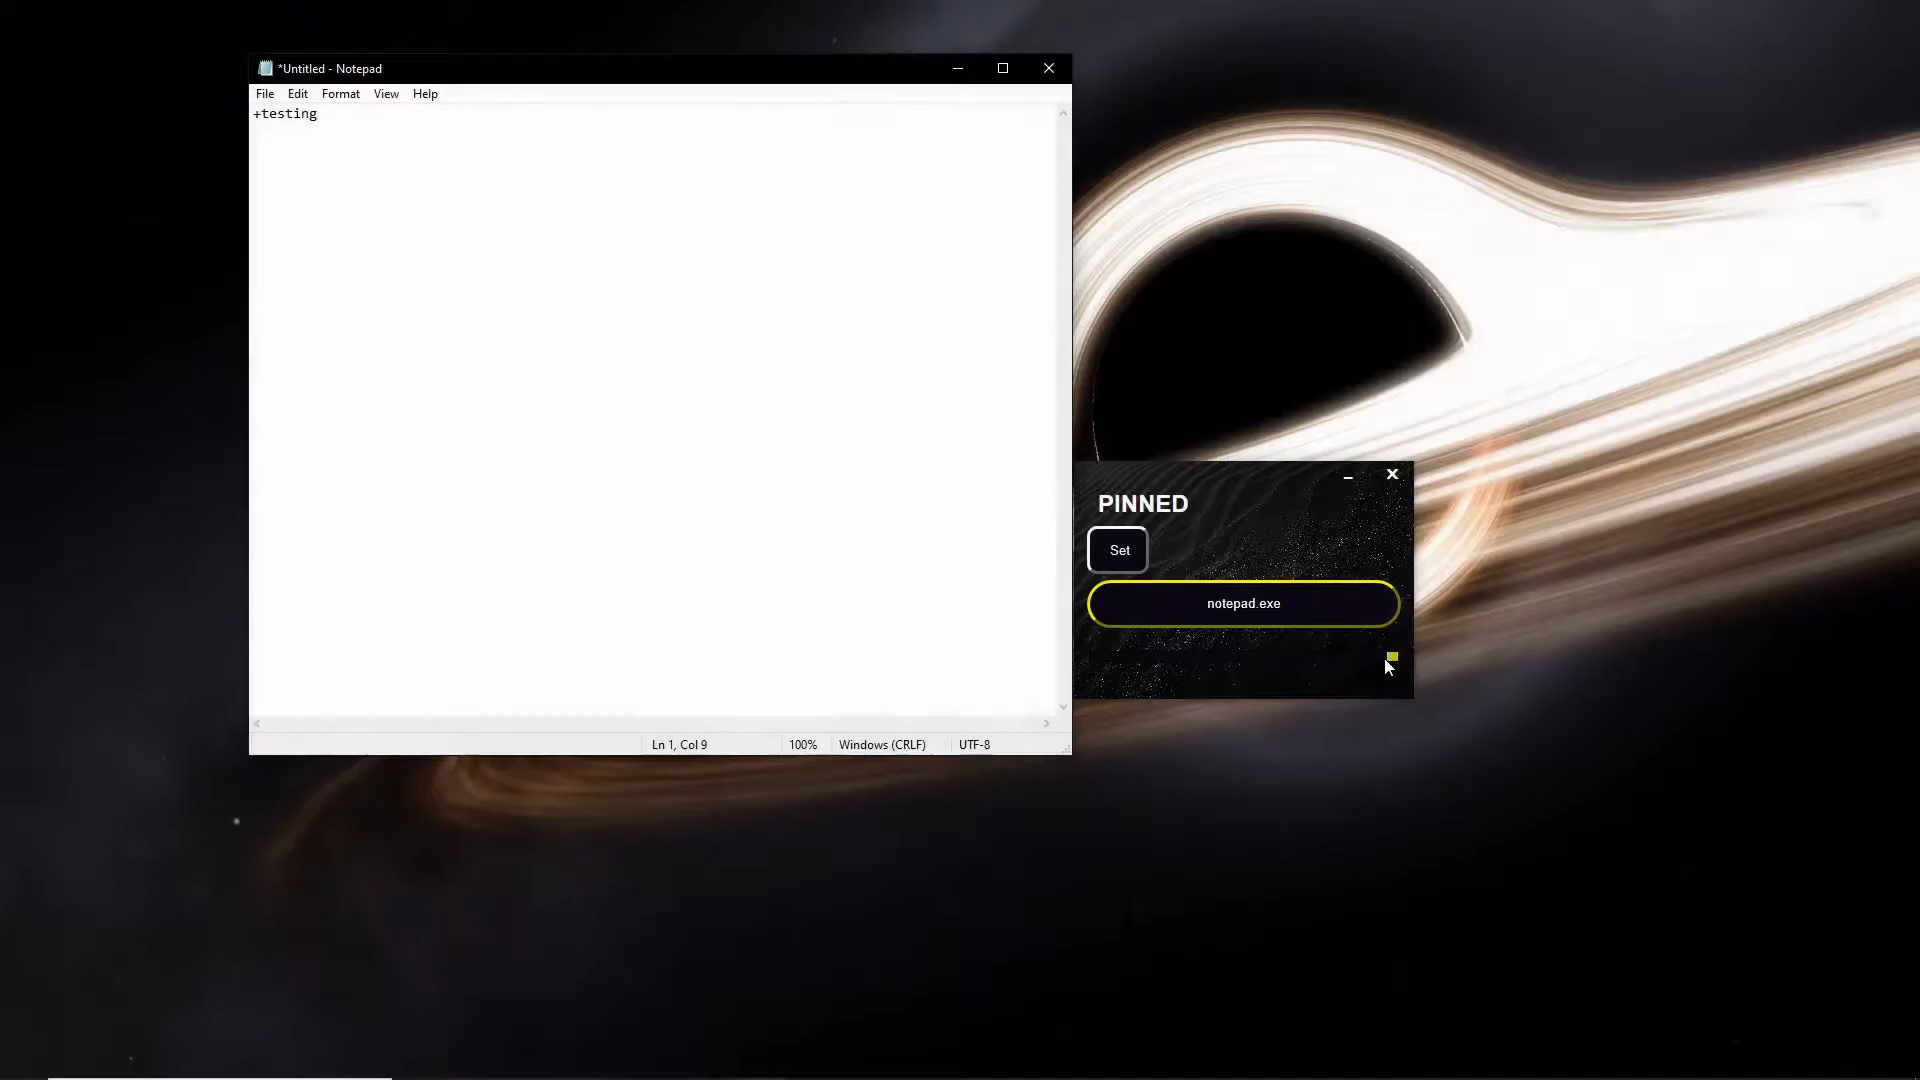 *Untitled - Notepad
File Edit Format View Help
+testing
PINNED
Set
notepad.exe
Ln 1, Col 9 100% Windows (CRLF) UTF-8